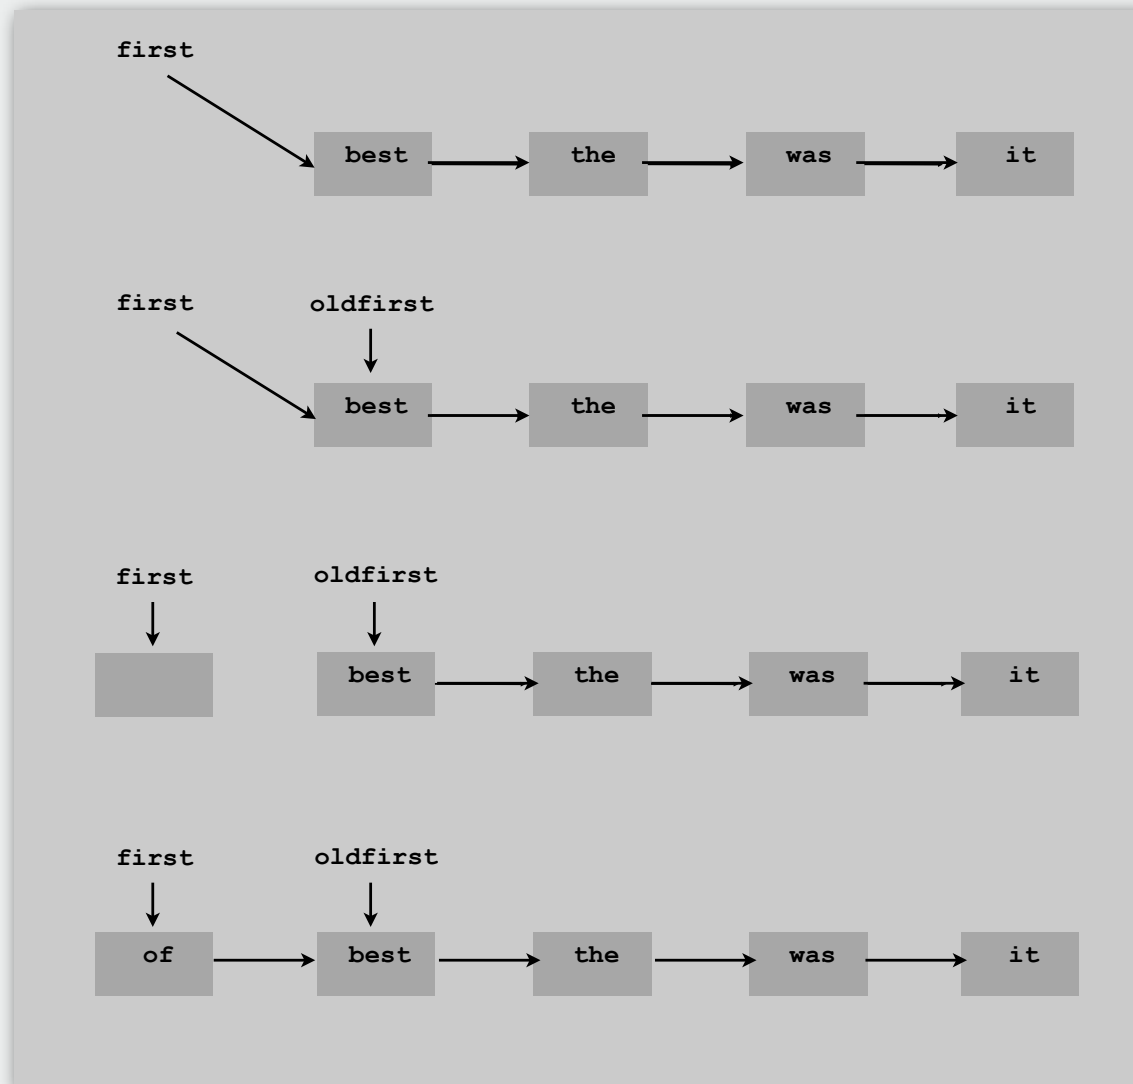 first
best the was it
first oldfirst
best the was it
first oldfirst
best the was it
first oldfirst
of best the was it